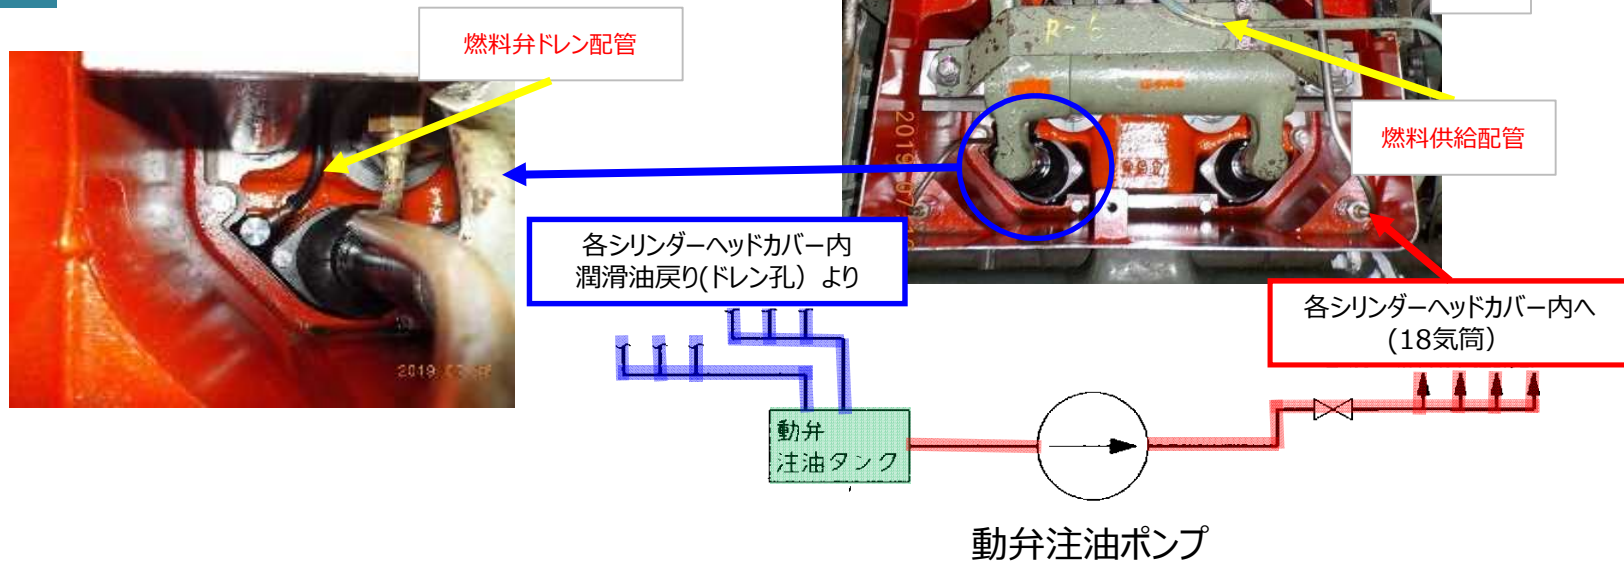 燃料弁ドレン配管
R-6
燃料供給配管
各シリンダーヘッドカバー内
潤滑油戻り(ドレン孔）より
各シリンダーヘッドカバー内へ
(18気筒）
動弁
注油タンク
動弁注油ポンプ